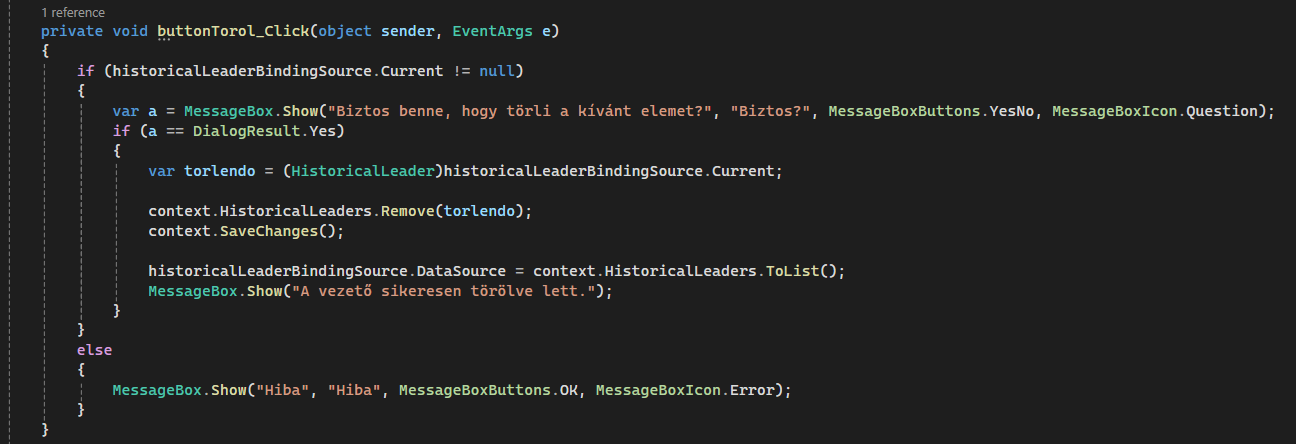 1 reference
private void buttonTorol_Click(object sender, EventArgs e)
{
if (historicalLeaderBindingSource.Current != null)
{
var a = MessageBox.Show("Biztos benne, hogy törli a kívánt elemet?", "Biztos?", MessageBoxButtons.YesNo, MessageBoxIcon.Question);
if (a == DialogResult.Yes)
{
var torlendo = (HistoricalLeader)historicalLeaderBindingSource.Current;
context.HistoricalLeaders.Remove(torlendo);
context.SaveChanges();
historicalLeaderBindingSource.DataSource = context.HistoricalLeaders.ToList();
MessageBox.Show("A vezető sikeresen törölve lett.");
}
}
else
{
MessageBox.Show("Hiba", "Hiba", MessageBoxButtons.OK, MessageBoxIcon.Error);
}
}